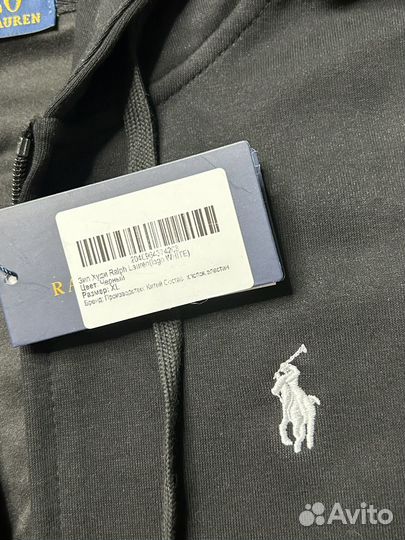 LAUREN
2041994374208
Зип Худи Ralph Lauren(logo WHITE)
Цвет: Черный
Размер: XL
Бренд: Производство: Китай Состав: хлопок,эластан
RA
Avito